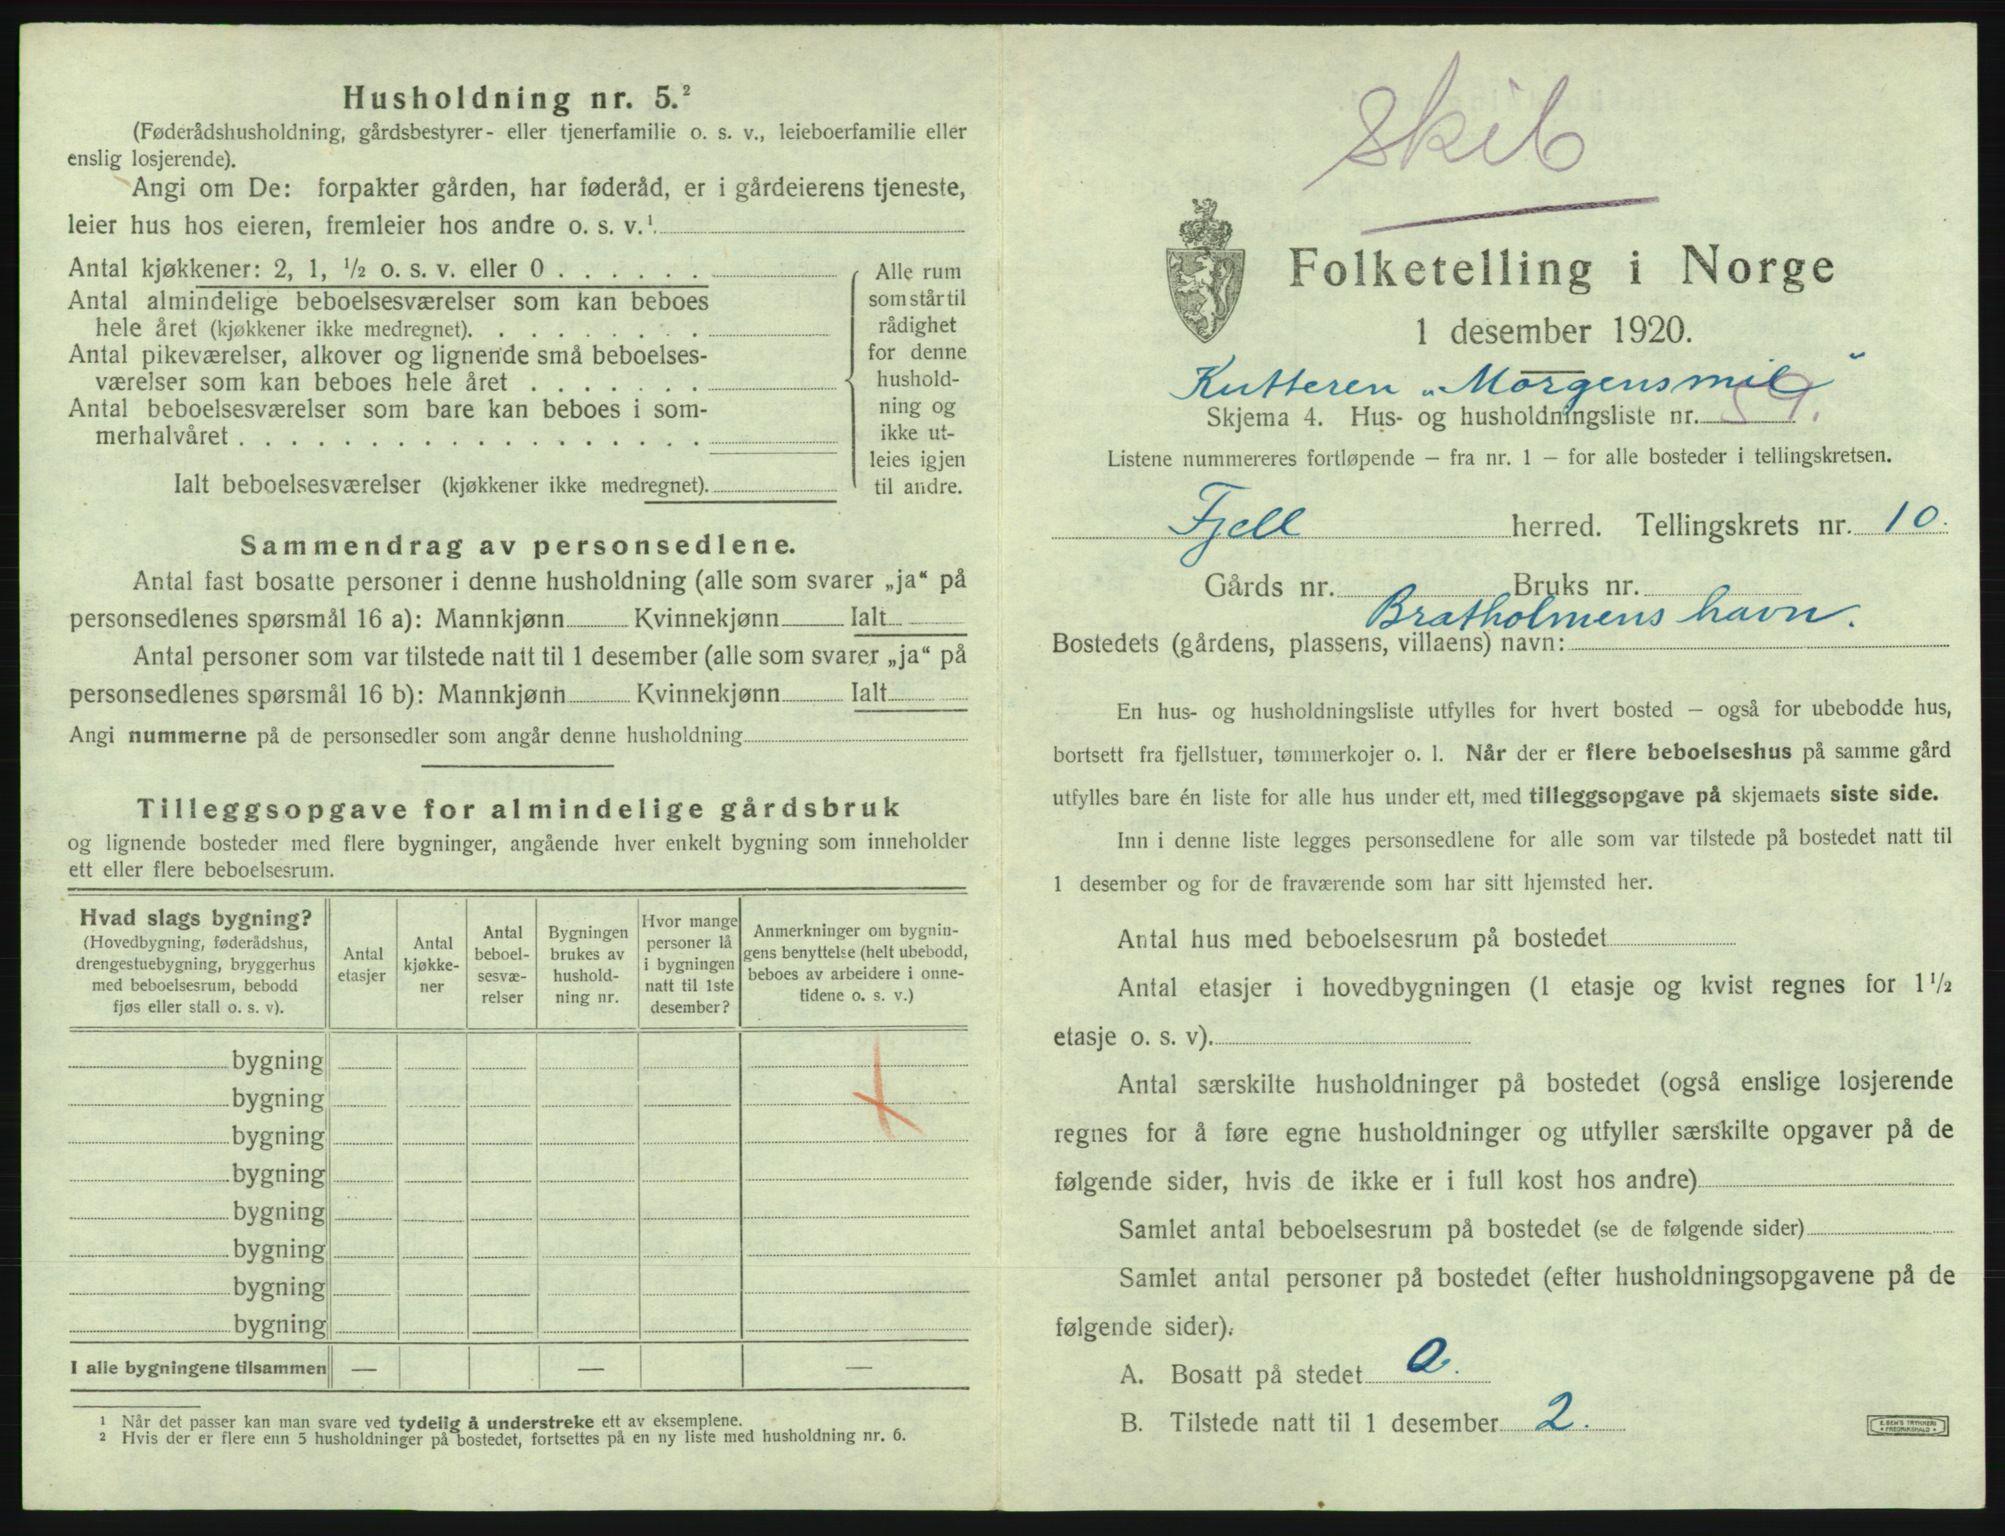 Husholdning nr. 5.²
(Føderådshusholdning, gårdsbestyrer- eller tjenerfamilie o. s. v., leieboerfamilie eller
enslig losjerende).
Angi om De: forpakter gården, har føderåd, er i gårdeierens tjeneste,
leier hus hos eieren, fremleier hos andre o. s. v.¹
Antal kjøkkener: 2, 1, ½ o. s. v. eller 0 . . . . . .
Antal almindelige beboelsesværelser som kan beboes
hele året (kjøkkener ikke medregnet). . . . . . . . .
Antal pikeværelser, alkover og lignende små beboelses-
værelser som kan beboes hele året . . . . . . .
Antal beboelsesværelser som bare kan beboes i som-
merhalvåret . . . . . . . . . . . . . . . . . .
Ialt beboelsesværelser (kjøkkener ikke medregnet).
Alle rum
som står til
rådighet
for denne
hushold-
ning og
ikke ut-
leies igjen
til andre.
Sammendrag av personsedlene.
Antal fast bosatte personer i denne husholdning (alle som svarer „ja“ på
personsedlenes spørsmål 16 a): Mannkjønn Kvinnekjønn Ialt
Antal personer som var tilstede natt til 1 desember (alle som svarer „ja“ på
personsedlenes spørsmål 16 b): Mannkjønn Kvinnekjønn Ialt
Angi nummerne på de personsedler som angår denne husholdning
Tilleggsopgave for almindelige gårdsbruk
og lignende bosteder med flere bygninger, angående hver enkelt bygning som inneholder
ett eller flere beboelsesrum.
Hvad slags bygning?
(Hovedbygning, føderådshus,
drengestuebygning, bryggerhus
med beboelsesrum, bebodd
fjøs eller stall o. s. v).
Antal
etasjer
Antal
kjøkke-
ner
Antal
beboel-
sesvæ-
relser
Bygningen
brukes av
hushold-
ning nr.
Hvor mange
personer lå
i bygningen
natt til 1ste
desember?
Anmerkninger om bygnin-
gens benyttelse (helt ubebodd,
beboes av arbeidere i onne-
tidene o. s. v.)
bygning
bygning
bygning
bygning
bygning
bygning
bygning
bygning
I alle bygningene tilsammen — — —
¹ Når det passer kan man svare ved tydelig å understreke ett av eksemplene.
² Hvis der er flere enn 5 husholdninger på bostedet, fortsettes på en ny liste med husholdning nr. 6.
Skib
Folketelling i Norge
1 desember 1920.
Kutteren „Morgensmil“
Skjema 4. Hus- og husholdningsliste nr. 59.
Listene nummereres fortløpende – fra nr. 1 – for alle bosteder i tellingskretsen.
Fjell herred. Tellingskrets nr. 10.
Gårds nr. Bruks nr.
Bratholmens havn.
Bostedets (gårdens, plassens, villaens) navn:
En hus- og husholdningsliste utfylles for hvert bosted – også for ubebodde hus,
bortsett fra fjellstuer, tømmerkojer o. l. Når der er flere beboelseshus på samme gård
utfylles bare én liste for alle hus under ett, med tilleggsopgave på skjemaets siste side.
Inn i denne liste legges personsedlene for alle som var tilstede på bostedet natt til
1 desember og for de fraværende som har sitt hjemsted her.
Antal hus med beboelsesrum på bostedet
Antal etasjer i hovedbygningen (1 etasje og kvist regnes for 1½
etasje o. s. v).
Antal særskilte husholdninger på bostedet (også enslige losjerende
regnes for å føre egne husholdninger og utfyller særskilte opgaver på de
følgende sider, hvis de ikke er i full kost hos andre)
Samlet antal beboelsesrum på bostedet (se de følgende sider)
Samlet antal personer på bostedet (efter husholdningsopgavene på de
følgende sider).
A. Bosatt på stedet 0.
B. Tilstede natt til 1 desember 2.